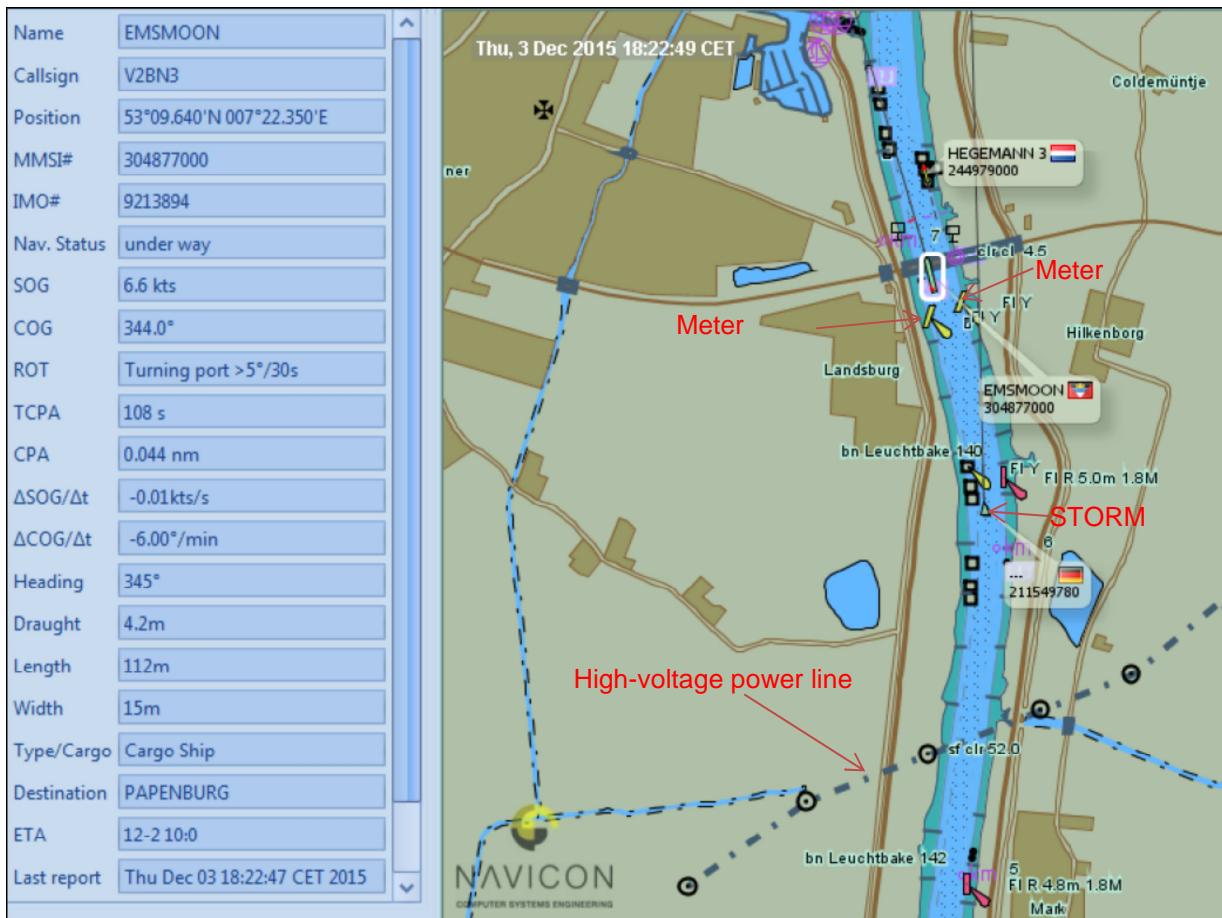 Name EMSMOON
Callsign V2BN3
Position 53°09.640'N 007°22.350'E
MMSI# 304877000
IMO# 9213894
Nav. Status under way
SOG 6.6 kts
COG 344.0°
ROT Turning port >5°/30s
TCPA 108 s
CPA 0.044 nm
ΔSOG/Δt -0.01kts/s
ΔCOG/Δt -6.00°/min
Heading 345°
Draught 4.2m
Length 112m
Width 15m
Type/Cargo Cargo Ship
Destination PAPENBURG
ETA 12-2 10:0
Last report Thu Dec 03 18:22:47 CET 2015
Thu, 3 Dec 2015 18:22:49 CET
Coldemüntje
HEGEMANN 3
244979000
ner
7
clr cl 4.5
Meter
Meter
Fl Y
Fl Y
Hilkenborg
Landsburg
EMSMOON
304877000
bn Leuchtbake 140
Fl Y
Fl R 5.0m 1.8M
STORM
6
---
211549780
High-voltage power line
sf clr 52.0
NAVICON
COMPUTER SYSTEMS ENGINEERING
bn Leuchtbake 142
5
Fl R 4.8m 1.8M
Mark